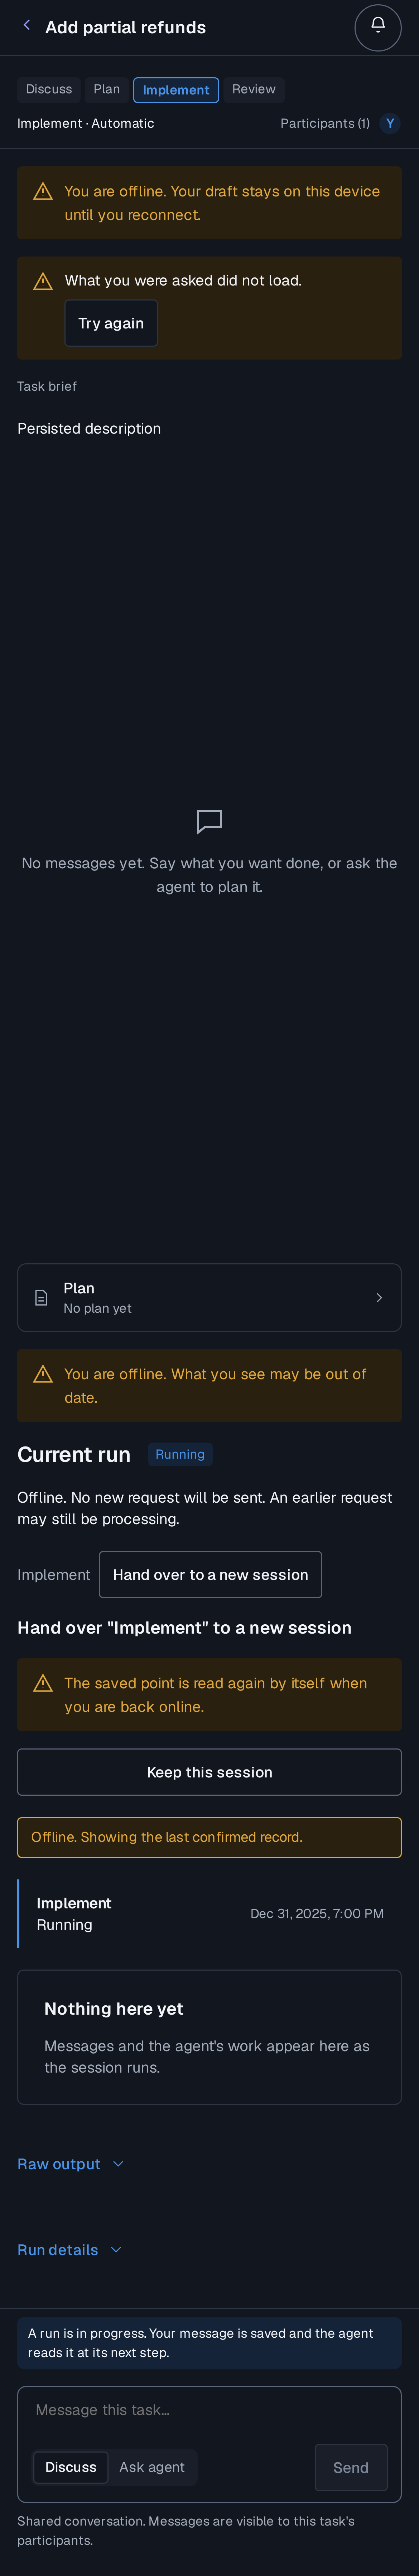 Add partial refunds
Discuss
Plan
Implement
Review
Implement · Automatic
Participants (1)
Y
You are offline. Your draft stays on this device
until you reconnect.
What you were asked did not load.
Try again
Task brief
Persisted description
No messages yet. Say what you want done, or ask the
agent to plan it.
Plan
No plan yet
You are offline. What you see may be out of
date.
Current run
Running
Offline. No new request will be sent. An earlier request
may still be processing.
Implement
Hand over to a new session
Hand over "Implement" to a new session
The saved point is read again by itself when
you are back online.
Keep this session
Offline. Showing the last confirmed record.
Implement
Running
Dec 31, 2025, 7:00 PM
Nothing here yet
Messages and the agent's work appear here as
the session runs.
Raw output
Run details
A run is in progress. Your message is saved and the agent
reads it at its next step.
Message this task...
Discuss
Ask agent
Send
Shared conversation. Messages are visible to this task's
participants.